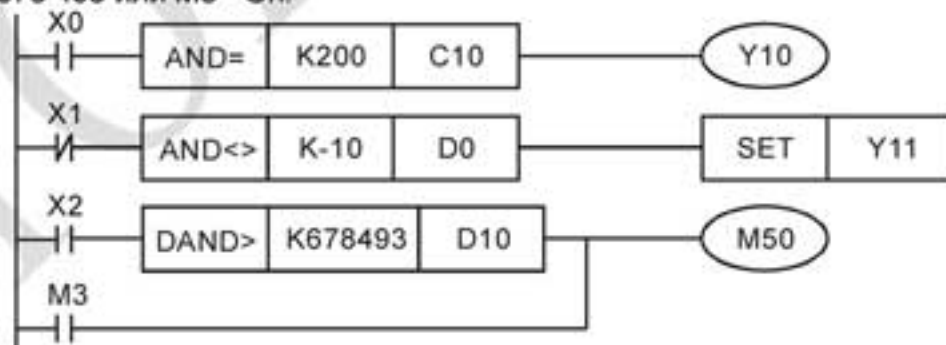 X0
AND= K200 C10 Y10
X1
AND<> K-10 D0 SET Y11
X2
DAND> K678493 D10 M50
M3